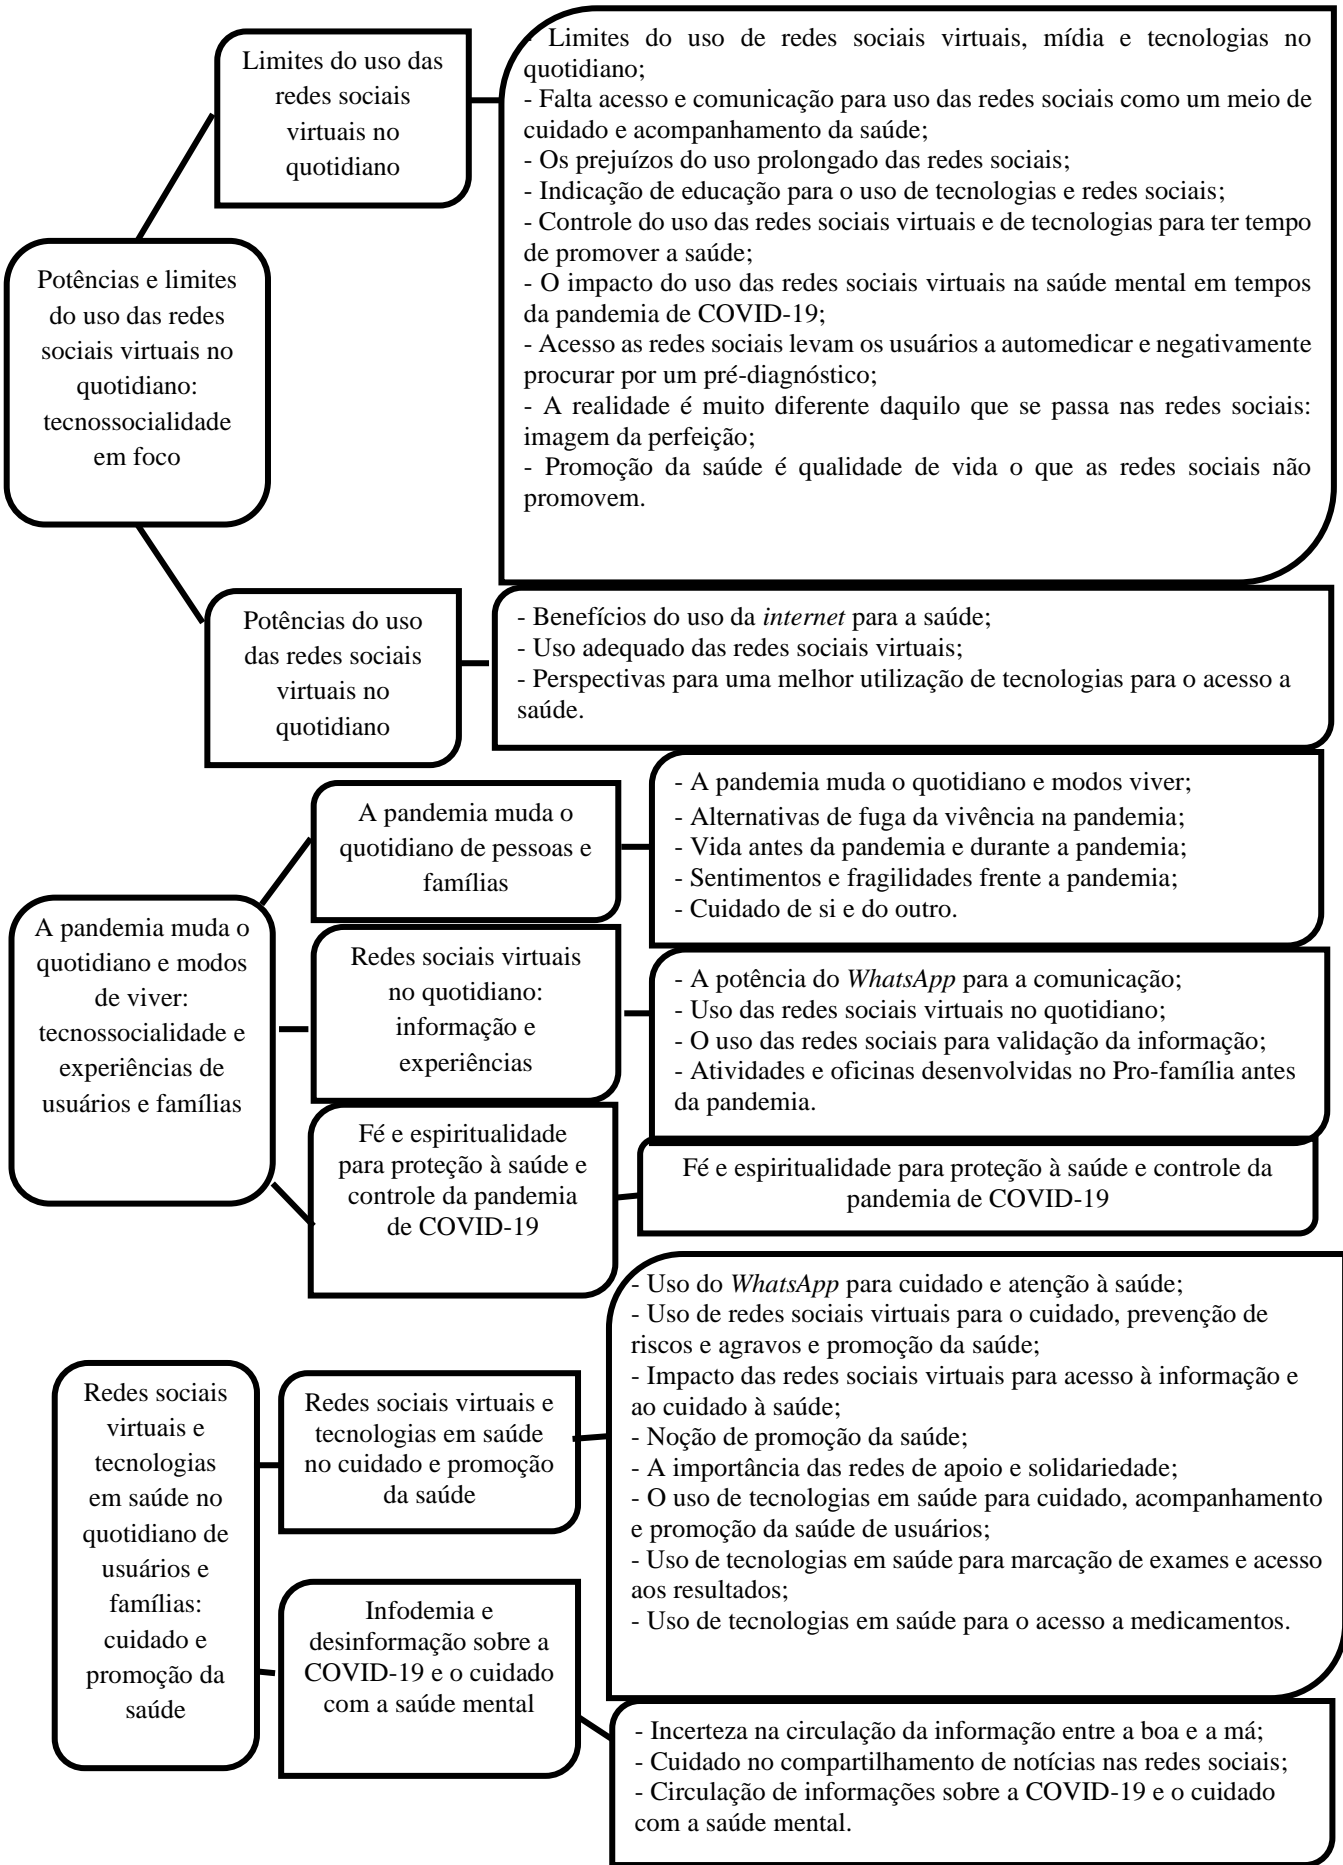 Potências e limites
do uso das redes
sociais virtuais no
quotidiano:
tecnossocialidade
em foco
Limites do uso das
redes sociais
virtuais no
quotidiano
- Limites do uso de redes sociais virtuais, mídia e tecnologias no
quotidiano;
- Falta acesso e comunicação para uso das redes sociais como um meio de
cuidado e acompanhamento da saúde;
- Os prejuízos do uso prolongado das redes sociais;
- Indicação de educação para o uso de tecnologias e redes sociais;
- Controle do uso das redes sociais virtuais e de tecnologias para ter tempo
de promover a saúde;
- O impacto do uso das redes sociais virtuais na saúde mental em tempos
da pandemia de COVID-19;
- Acesso as redes sociais levam os usuários a automedicar e negativamente
procurar por um pré-diagnóstico;
- A realidade é muito diferente daquilo que se passa nas redes sociais:
imagem da perfeição;
- Promoção da saúde é qualidade de vida o que as redes sociais não
promovem.
Potências do uso
das redes sociais
virtuais no
quotidiano
- Benefícios do uso da internet para a saúde;
- Uso adequado das redes sociais virtuais;
- Perspectivas para uma melhor utilização de tecnologias para o acesso a
saúde.
A pandemia muda o
quotidiano e modos
de viver:
tecnossocialidade e
experiências de
usuários e famílias
A pandemia muda o
quotidiano de pessoas e
famílias
- A pandemia muda o quotidiano e modos viver;
- Alternativas de fuga da vivência na pandemia;
- Vida antes da pandemia e durante a pandemia;
- Sentimentos e fragilidades frente a pandemia;
- Cuidado de si e do outro.
Redes sociais virtuais
no quotidiano:
informação e
experiências
- A potência do WhatsApp para a comunicação;
- Uso das redes sociais virtuais no quotidiano;
- O uso das redes sociais para validação da informação;
- Atividades e oficinas desenvolvidas no Pro-família antes
da pandemia.
Fé e espiritualidade
para proteção à saúde e
controle da pandemia
de COVID-19
Fé e espiritualidade para proteção à saúde e controle da
pandemia de COVID-19
Redes sociais
virtuais e
tecnologias
em saúde no
quotidiano de
usuários e
famílias:
cuidado e
promoção da
saúde
Redes sociais virtuais e
tecnologias em saúde
no cuidado e promoção
da saúde
- Uso do WhatsApp para cuidado e atenção à saúde;
- Uso de redes sociais virtuais para o cuidado, prevenção de
riscos e agravos e promoção da saúde;
- Impacto das redes sociais virtuais para acesso à informação e
ao cuidado à saúde;
- Noção de promoção da saúde;
- A importância das redes de apoio e solidariedade;
- O uso de tecnologias em saúde para cuidado, acompanhamento
e promoção da saúde de usuários;
- Uso de tecnologias em saúde para marcação de exames e acesso
aos resultados;
- Uso de tecnologias em saúde para o acesso a medicamentos.
Infodemia e
desinformação sobre a
COVID-19 e o cuidado
com a saúde mental
- Incerteza na circulação da informação entre a boa e a má;
- Cuidado no compartilhamento de notícias nas redes sociais;
- Circulação de informações sobre a COVID-19 e o cuidado
com a saúde mental.